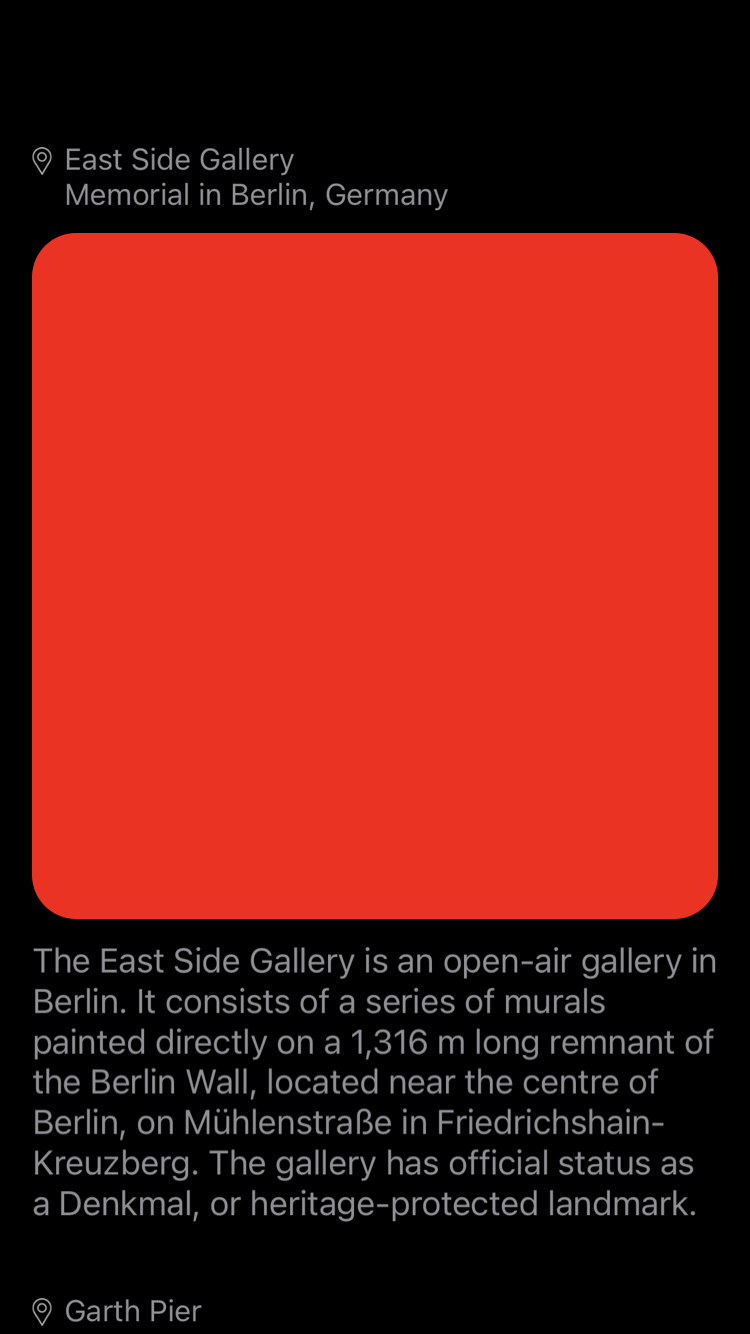 East Side Gallery
Memorial in Berlin, Germany
The East Side Gallery is an open-air gallery in
Berlin. It consists of a series of murals
painted directly on a 1,316 m long remnant of
the Berlin Wall, located near the centre of
Berlin, on Mühlenstraße in Friedrichshain-
Kreuzberg. The gallery has official status as
a Denkmal, or heritage-protected landmark.
Garth Pier